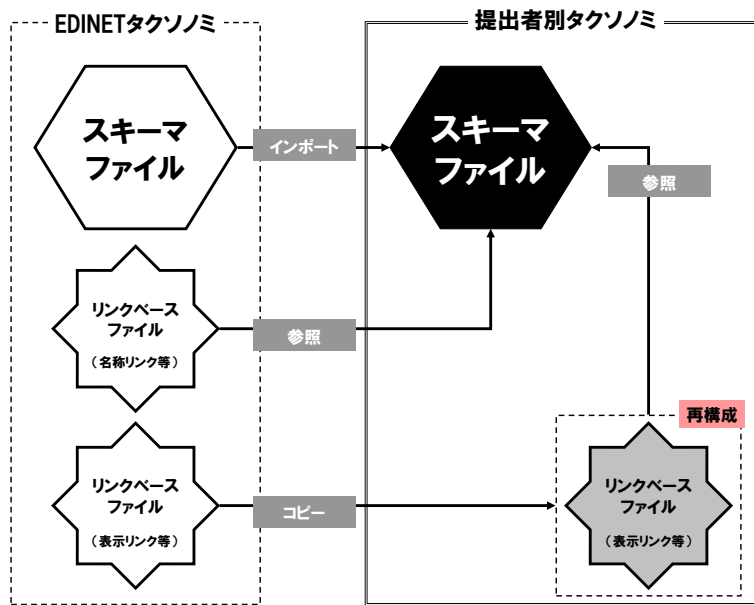 EDINETタクソノミ
提出者別タクソノミ
スキーマ
ファイル
インポート
スキーマ
ファイル
参照
リンクベース
ファイル
（名称リンク等）
参照
再構成
リンクベース
ファイル
（表示リンク等）
コピー
リンクベース
ファイル
（表示リンク等）